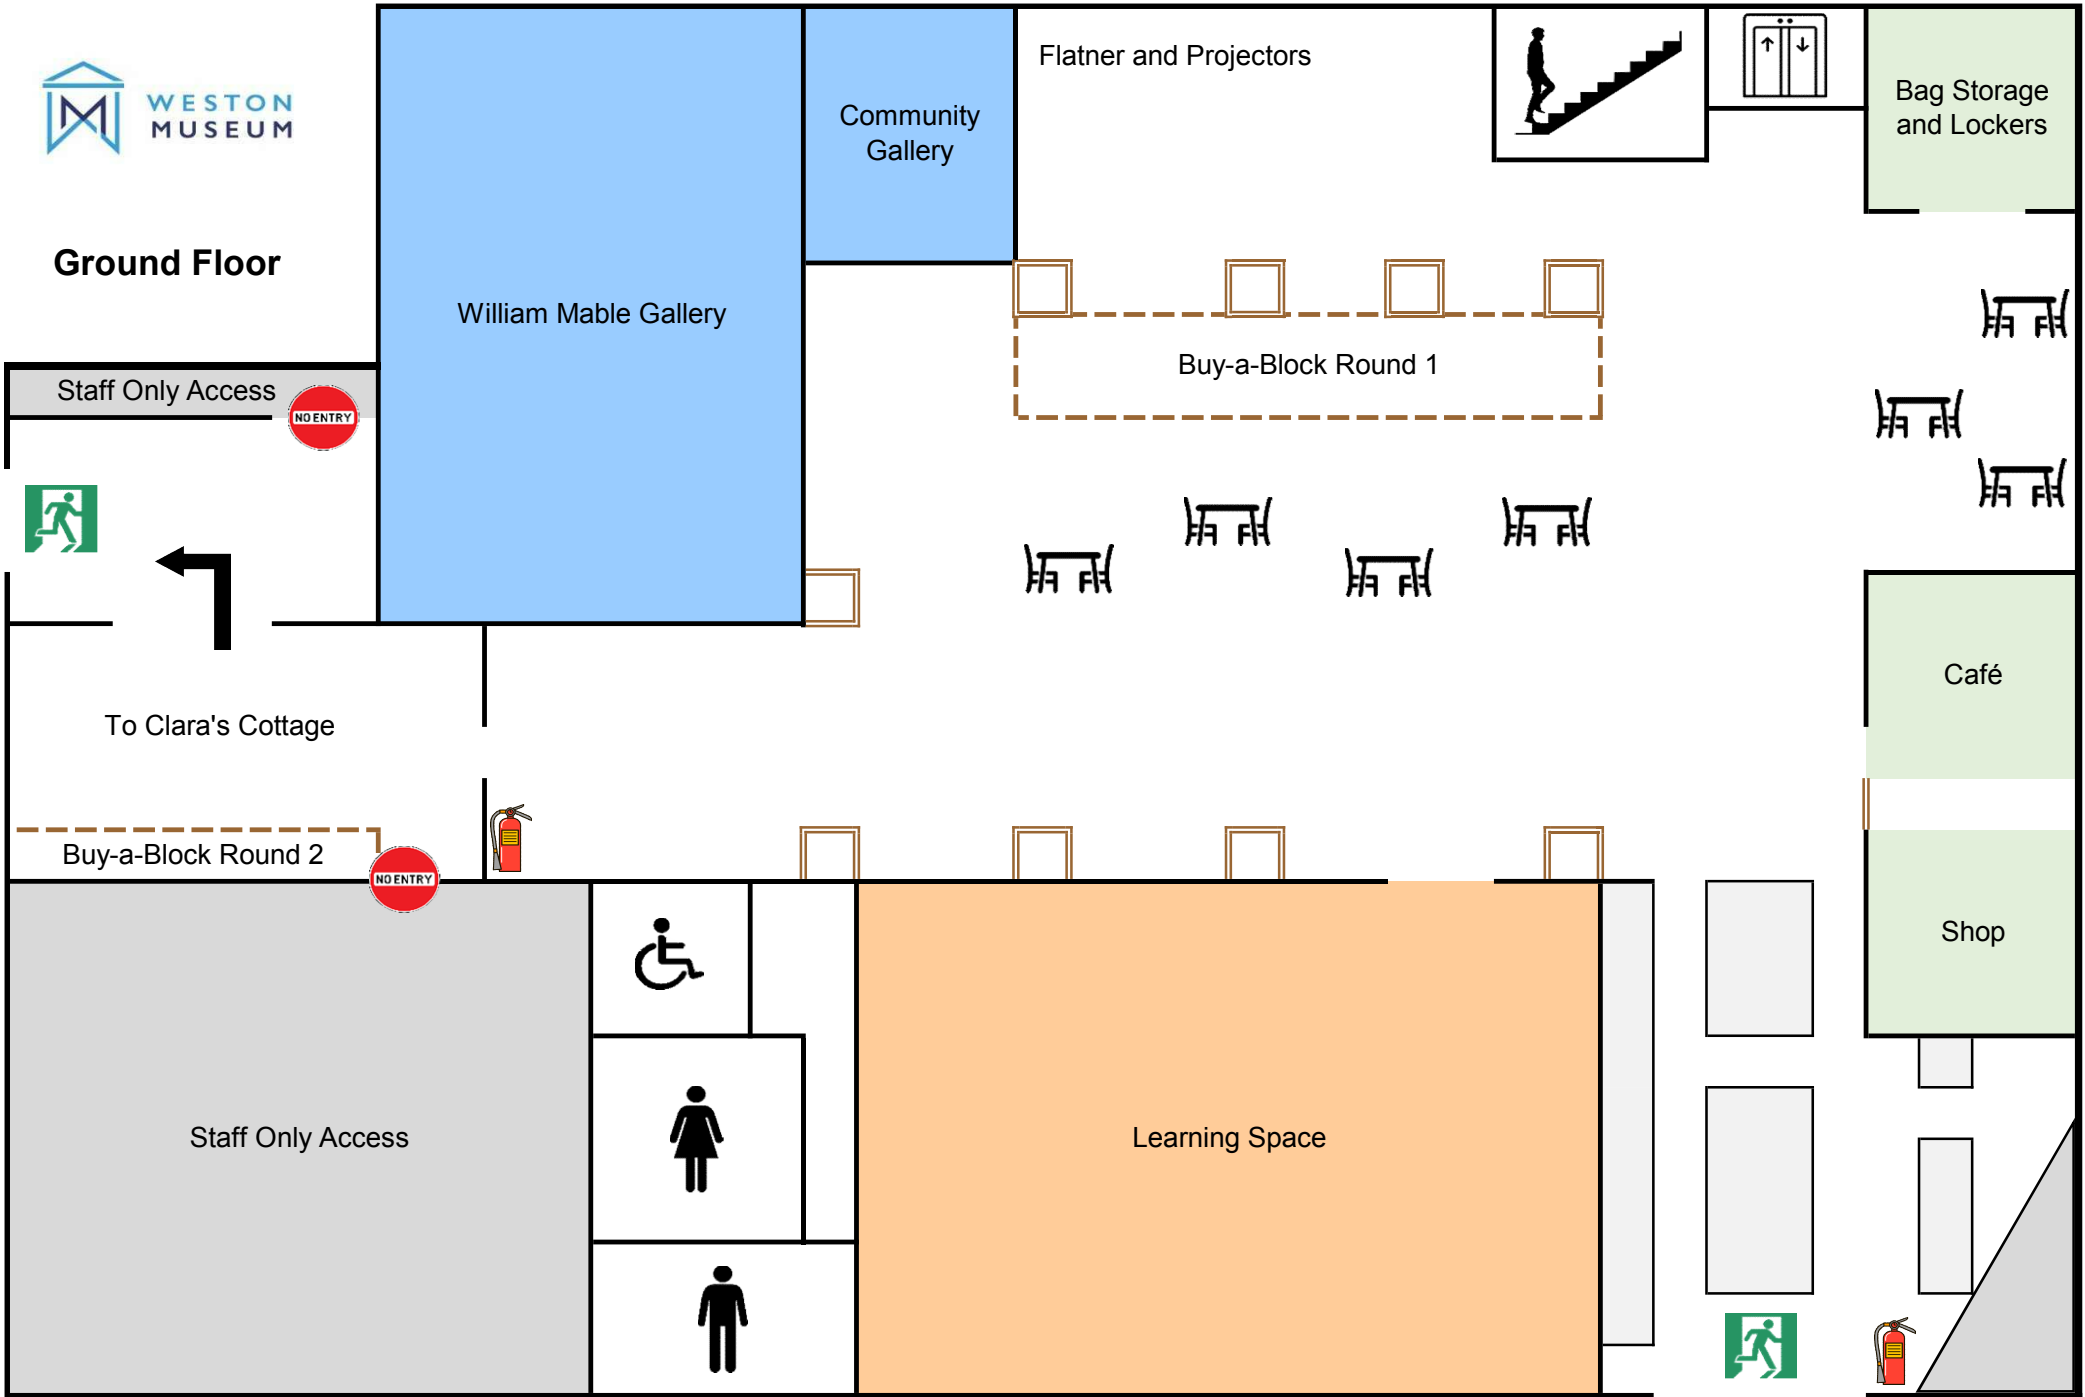 WESTON
MUSEUM
Ground Floor
Flatner and Projectors
Community
Gallery
Bag Storage
and Lockers
William Mable Gallery
Buy-a-Block Round 1
Staff Only Access
NO ENTRY
Café
To Clara's Cottage
Buy-a-Block Round 2
NO ENTRY
Shop
Staff Only Access
Learning Space